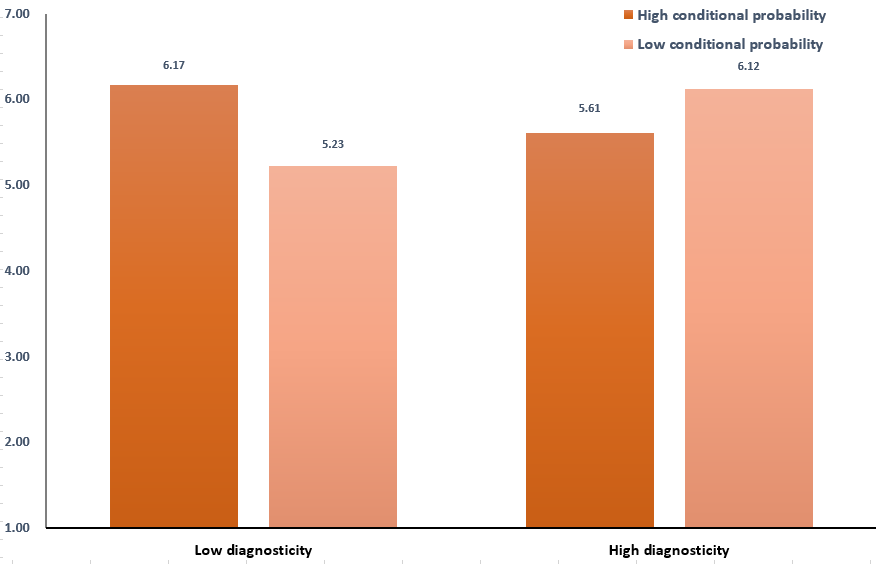 7.00
High conditional probability
Low conditional probability
6.17
6.12
6.00
5.61
5.23
5.00
4.00
3.00
2.00
1.00
Low diagnosticity
High diagnosticity